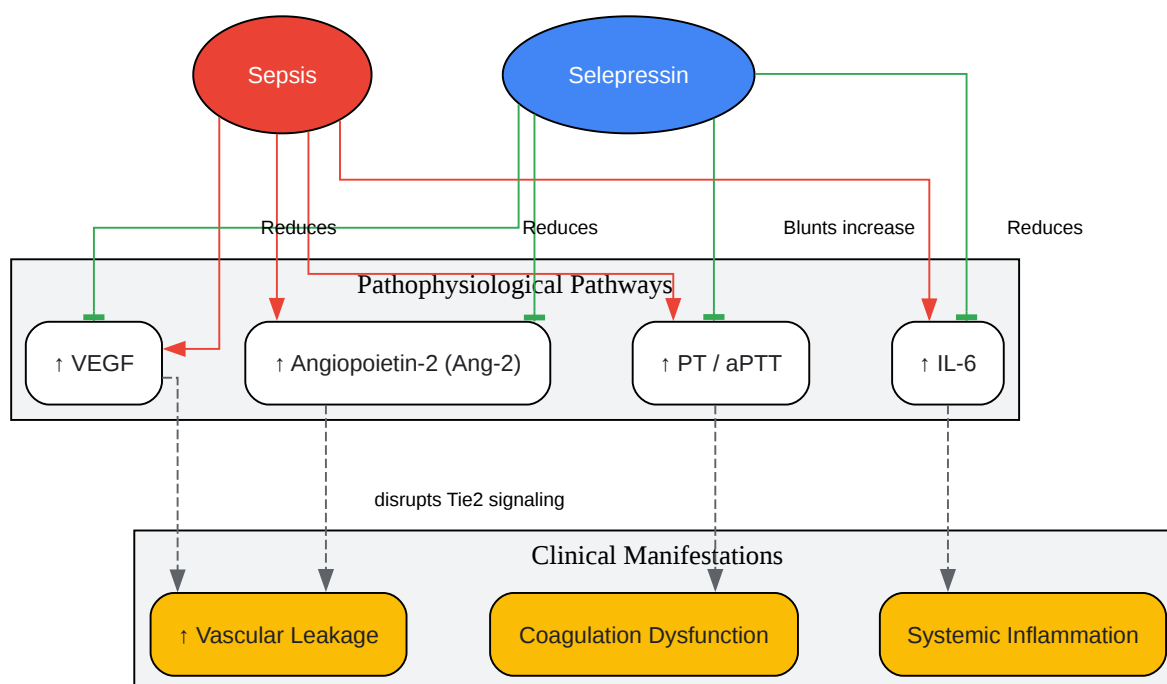 Sepsis
Selepressin
Reduces
Reduces
Blunts increase
Reduces
Pathophysiological Pathways
↑ VEGF
↑ Angiopoietin-2 (Ang-2)
↑ PT / aPTT
↑ IL-6
disrupts Tie2 signaling
Clinical Manifestations
↑ Vascular Leakage
Coagulation Dysfunction
Systemic Inflammation